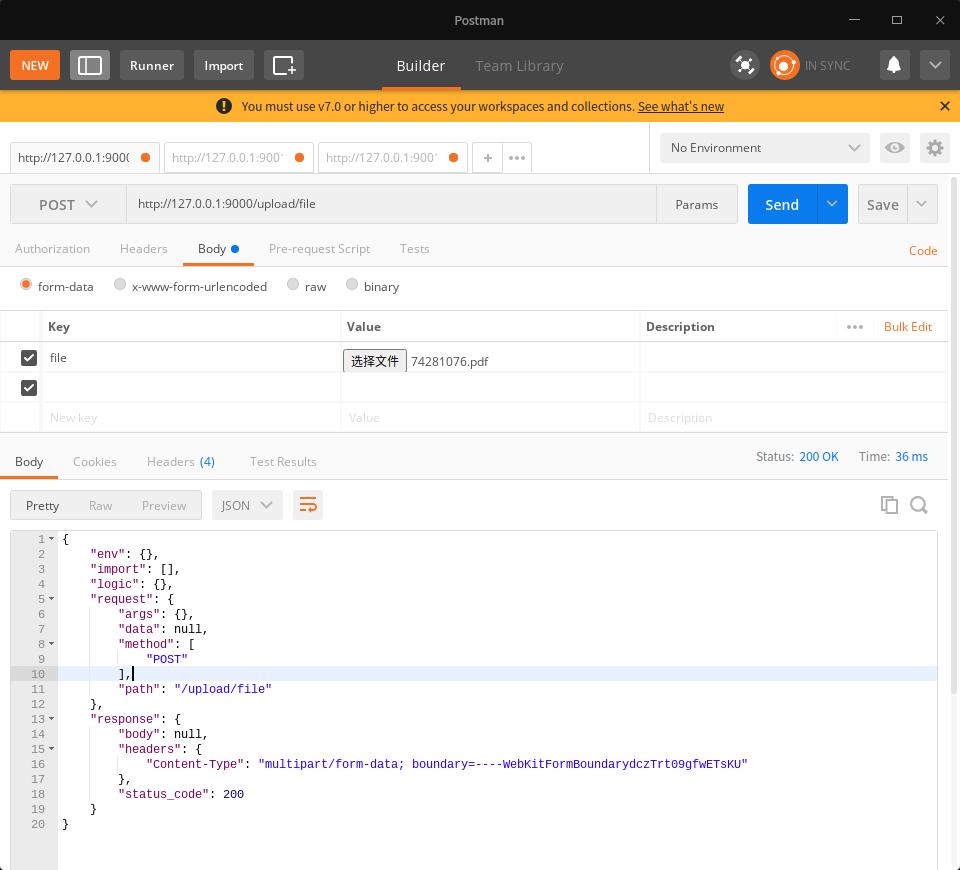 Postman
NEW Runner Import Builder Team Library IN SYNC
! You must use v7.0 or higher to access your workspaces and collections. See what's new
http://127.0.0.1:9000 http://127.0.0.1:900 http://127.0.0.1:900 + ••• No Environment
POST http://127.0.0.1:9000/upload/file Params Send Save
Authorization Headers Body Pre-request Script Tests Code
form-data x-www-form-urlencoded raw binary
Key Value Description ••• Bulk Edit
file 选择文件 74281076.pdf
New key Value Description
Body Cookies Headers (4) Test Results Status: 200 OK Time: 36 ms
Pretty Raw Preview JSON
1 {
2 "env": {},
3 "import": [],
4 "logic": {},
5 "request": {
6 "args": {},
7 "data": null,
8 "method": [
9 "POST"
10 ],
11 "path": "/upload/file"
12 },
13 "response": {
14 "body": null,
15 "headers": {
16 "Content-Type": "multipart/form-data; boundary=----WebKitFormBoundarydczTrt09gfwETsKU"
17 },
18 "status_code": 200
19 }
20 }